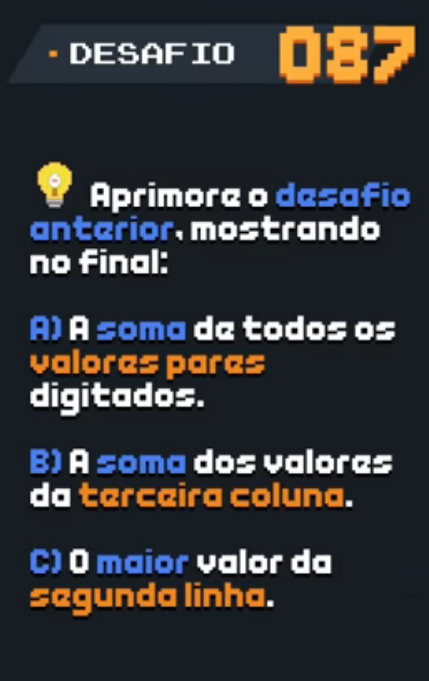 DESAFIO 087
Aprimore o desafio
anterior, mostrando
no final:
A) A soma de todos os
valores pares
digitados.
B) A soma dos valores
da terceira coluna.
C) O maior valor da
segunda linha.